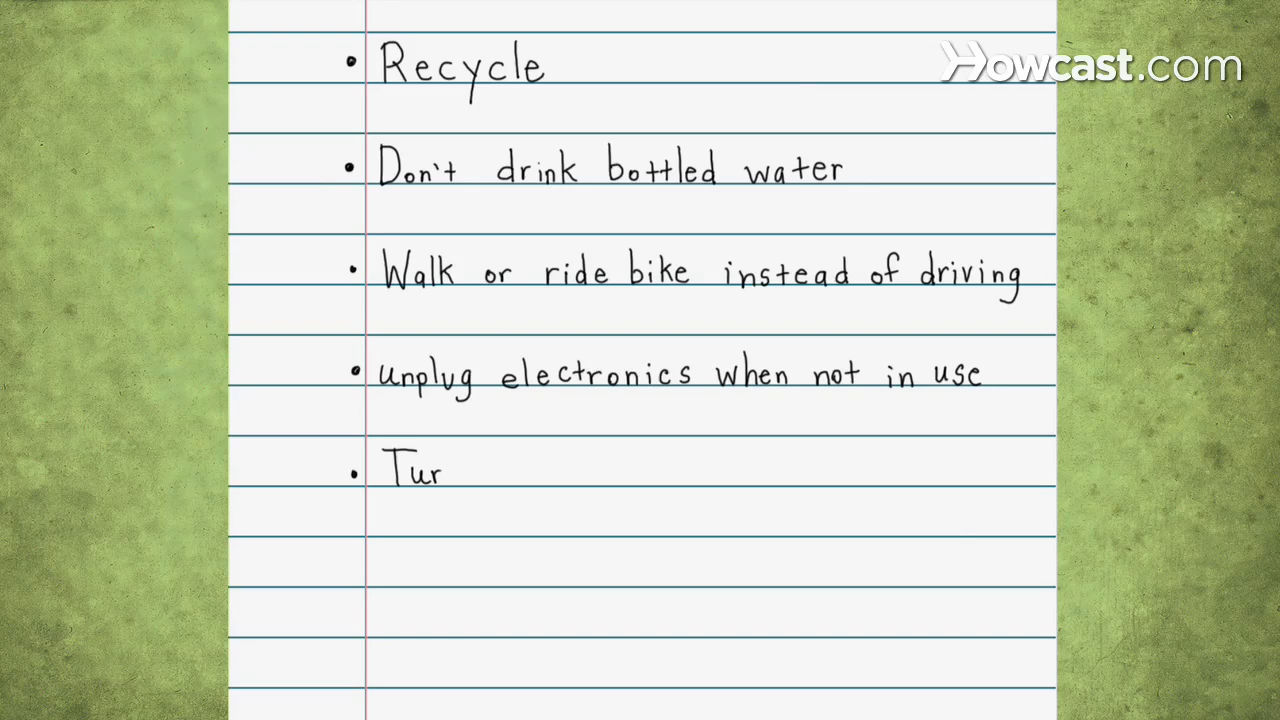 Howcast.com
• Recycle
• Don't drink bottled water
• Walk or ride bike instead of driving
• unplug electronics when not in use
• Tur